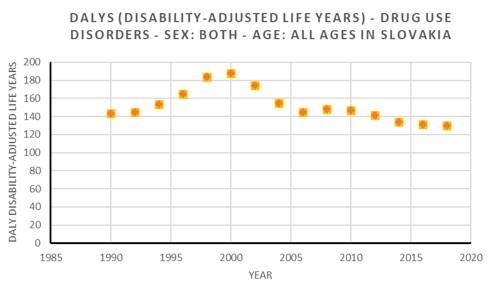 DALYS (DISABILITY-ADJUSTED LIFE YEARS) - DRUG USE
DISORDERS - SEX: BOTH - AGE: ALL AGES IN SLOVAKIA
DALY DISABILITY-ADJUSTED LIFE YEARS
200
180
160
140
120
100
80
60
40
20
0
1985 1990 1995 2000 2005 2010 2015 2020
YEAR